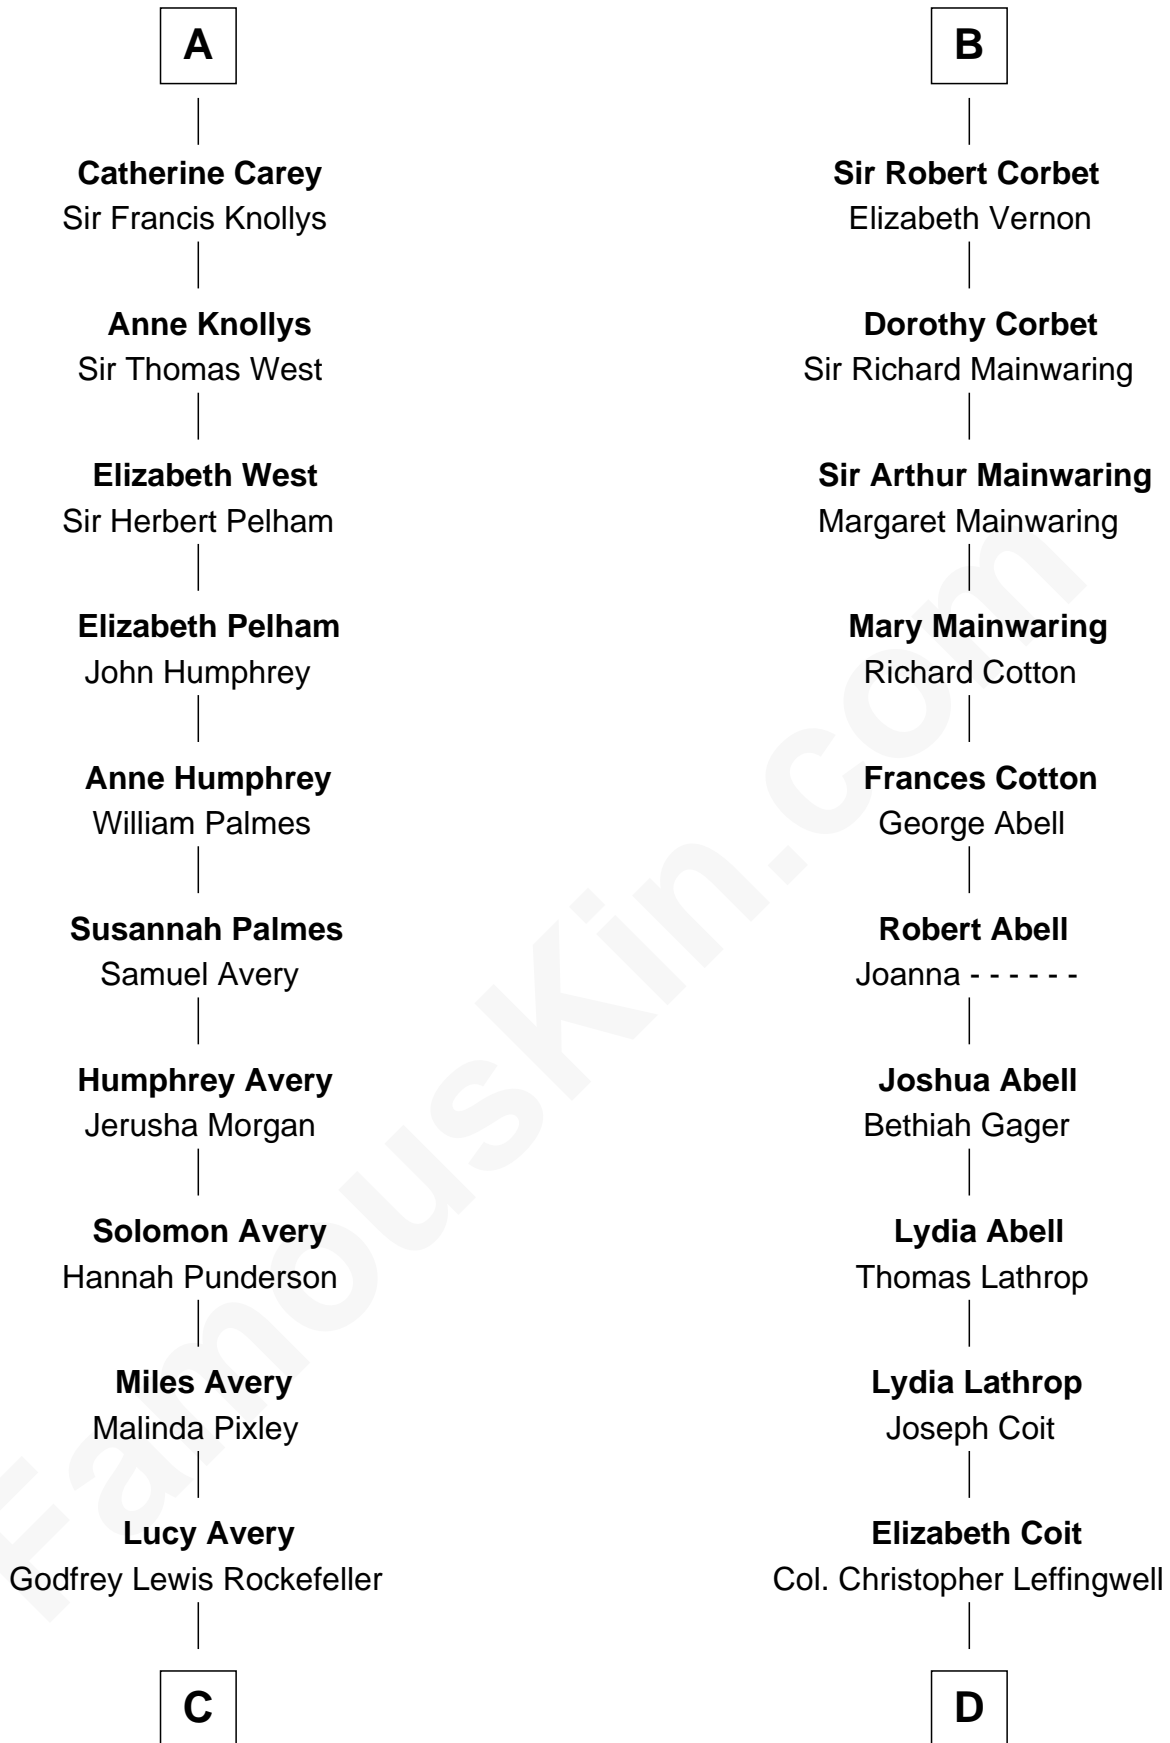 A
Catherine Carey
Sir Francis Knollys
Anne Knollys
Sir Thomas West
Elizabeth West
Sir Herbert Pelham
Elizabeth Pelham
John Humphrey
Anne Humphrey
William Palmes
Susannah Palmes
Samuel Avery
Humphrey Avery
Jerusha Morgan
Solomon Avery
Hannah Punderson
Miles Avery
Malinda Pixley
Lucy Avery
Godfrey Lewis Rockefeller
C
B
Sir Robert Corbet
Elizabeth Vernon
Dorothy Corbet
Sir Richard Mainwaring
Sir Arthur Mainwaring
Margaret Mainwaring
Mary Mainwaring
Richard Cotton
Frances Cotton
George Abell
Robert Abell
Joanna - - - - - -
Joshua Abell
Bethiah Gager
Lydia Abell
Thomas Lathrop
Lydia Lathrop
Joseph Coit
Elizabeth Coit
Col. Christopher Leffingwell
D
FamousKin.com